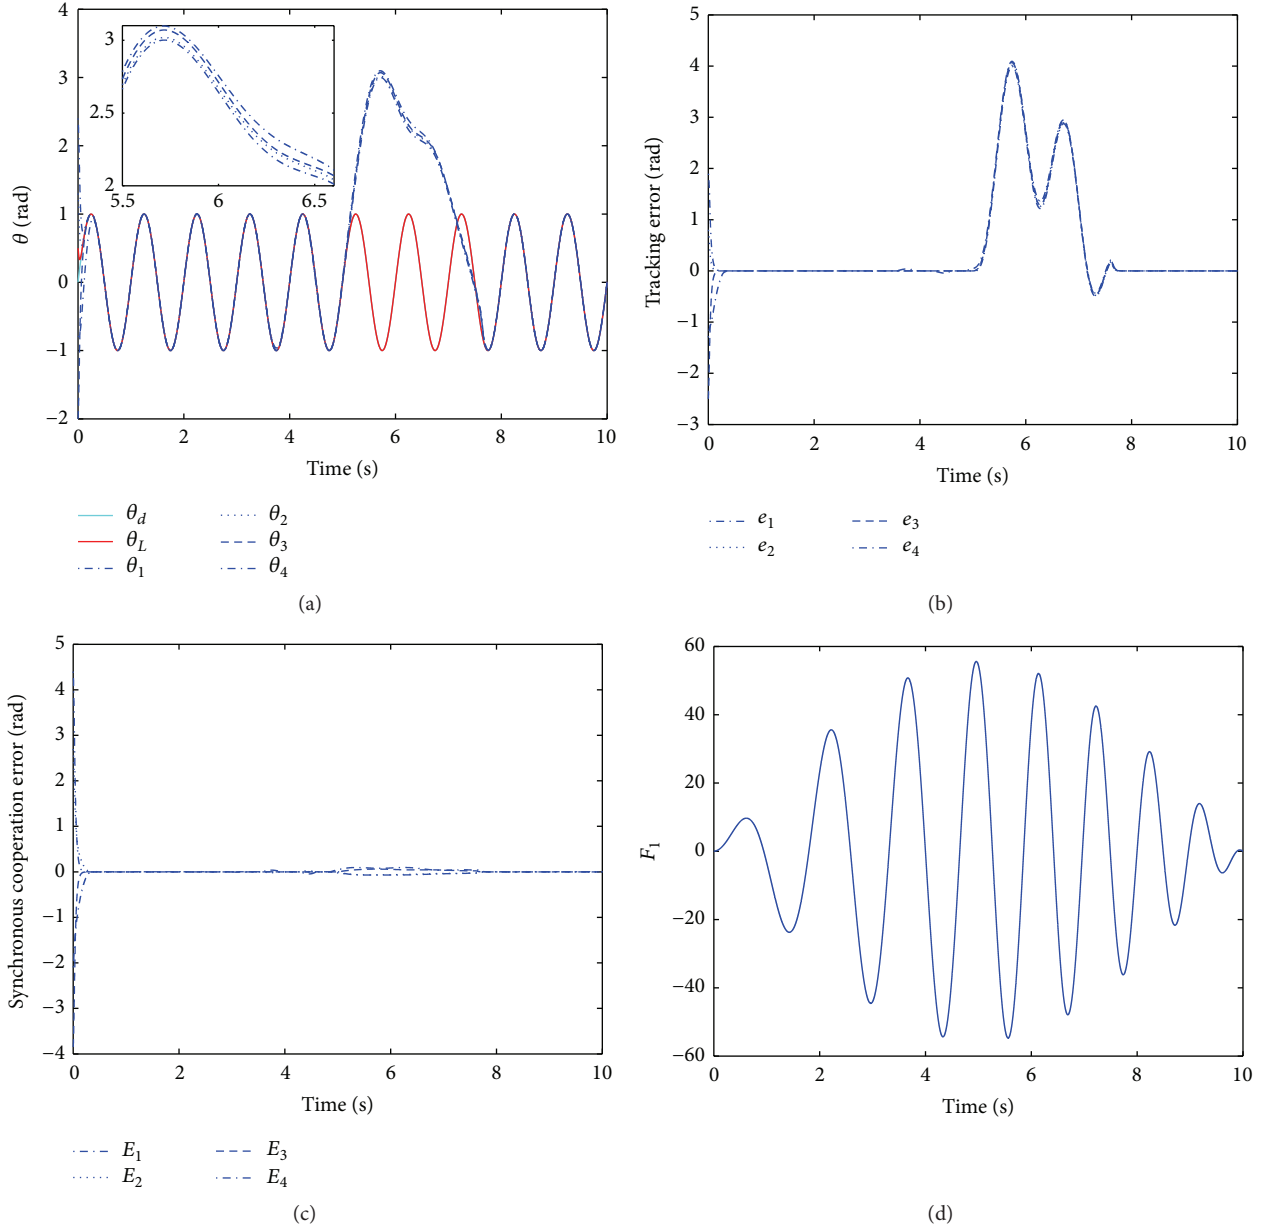 4
3
2
1
0
−1
−2
θ (rad)
3
2.5
2
5.5
6
6.5
0
2
4
6
8
10
Time (s)
θd
θL
θ1
θ2
θ3
θ4
(a)
5
4
3
2
1
0
−1
−2
−3
Tracking error (rad)
0
2
4
6
8
10
Time (s)
e1
e2
e3
e4
(b)
5
4
3
2
1
0
−1
−2
−3
−4
Synchronous cooperation error (rad)
0
2
4
6
8
10
Time (s)
E1
E2
E3
E4
(c)
60
40
20
0
−20
−40
−60
F1
0
2
4
6
8
10
Time (s)
(d)